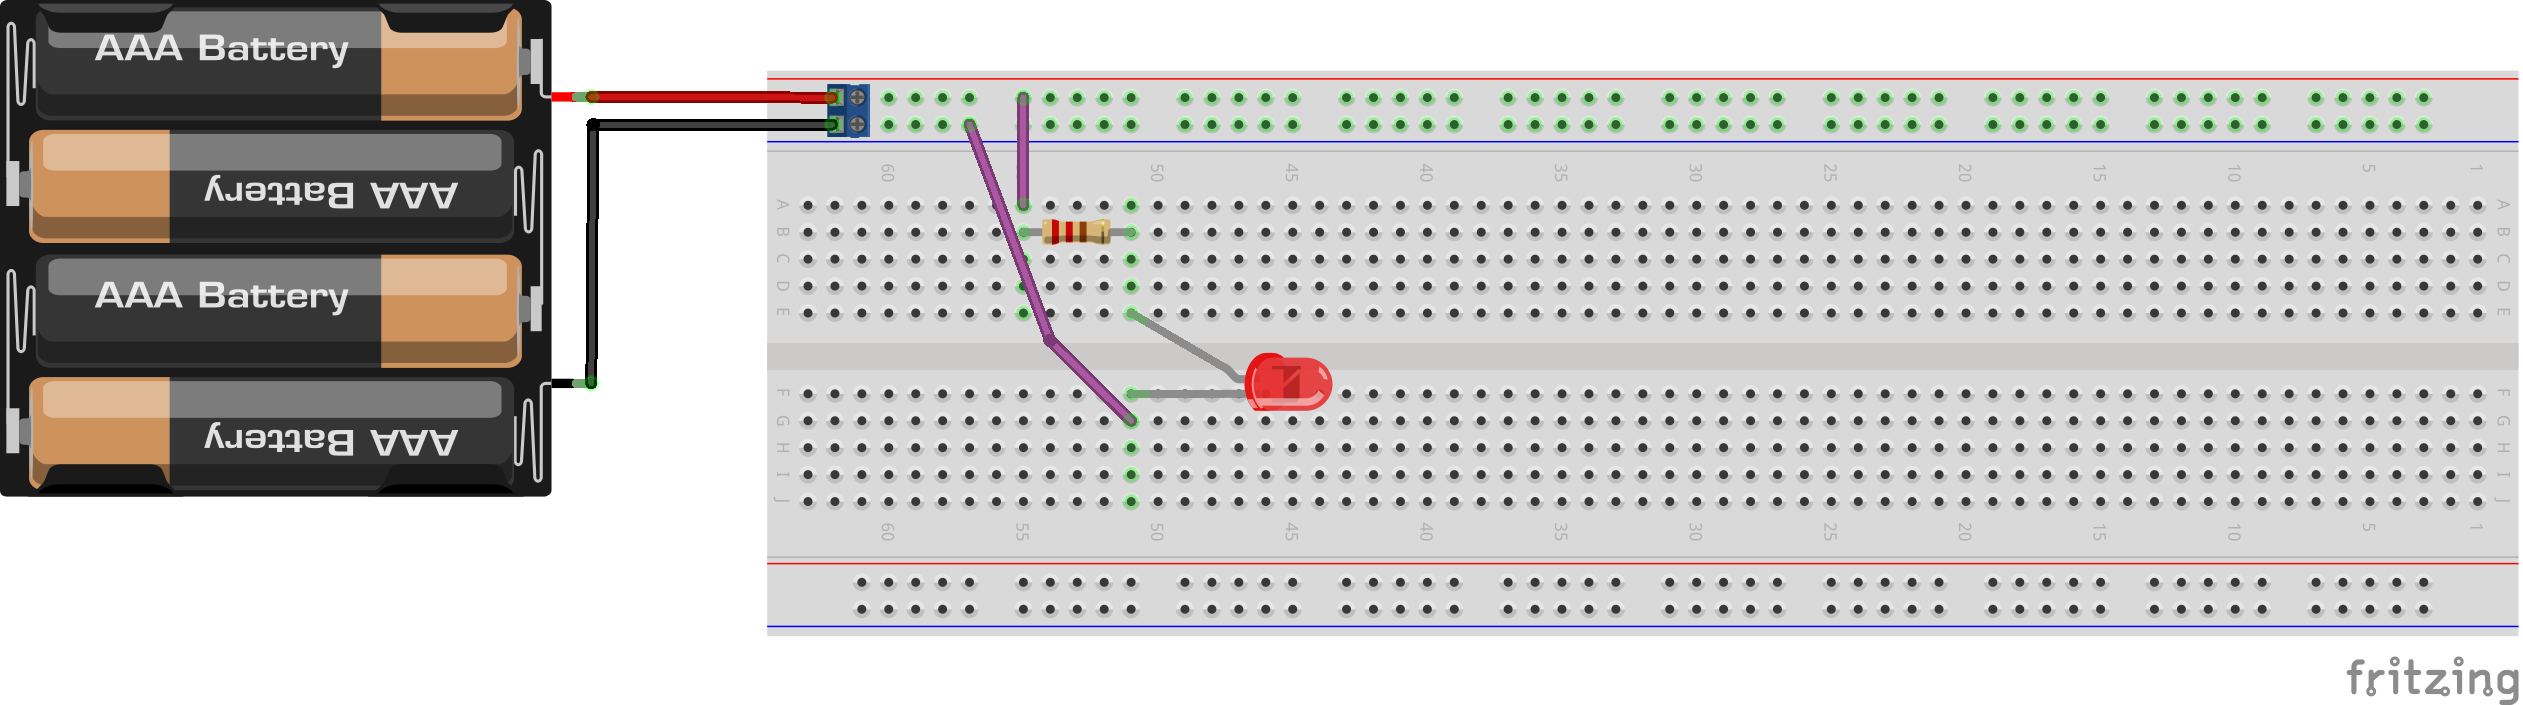 AAA Battery
AAA Battery
AAA Battery
AAA Battery
60 50 45 40 35 30 25 20 15 10 5 1
A A
B B
C C
D D
E E
F F
G G
H H
I I
J J
60 55 50 45 40 35 30 25 20 15 10 5 1
fritzing